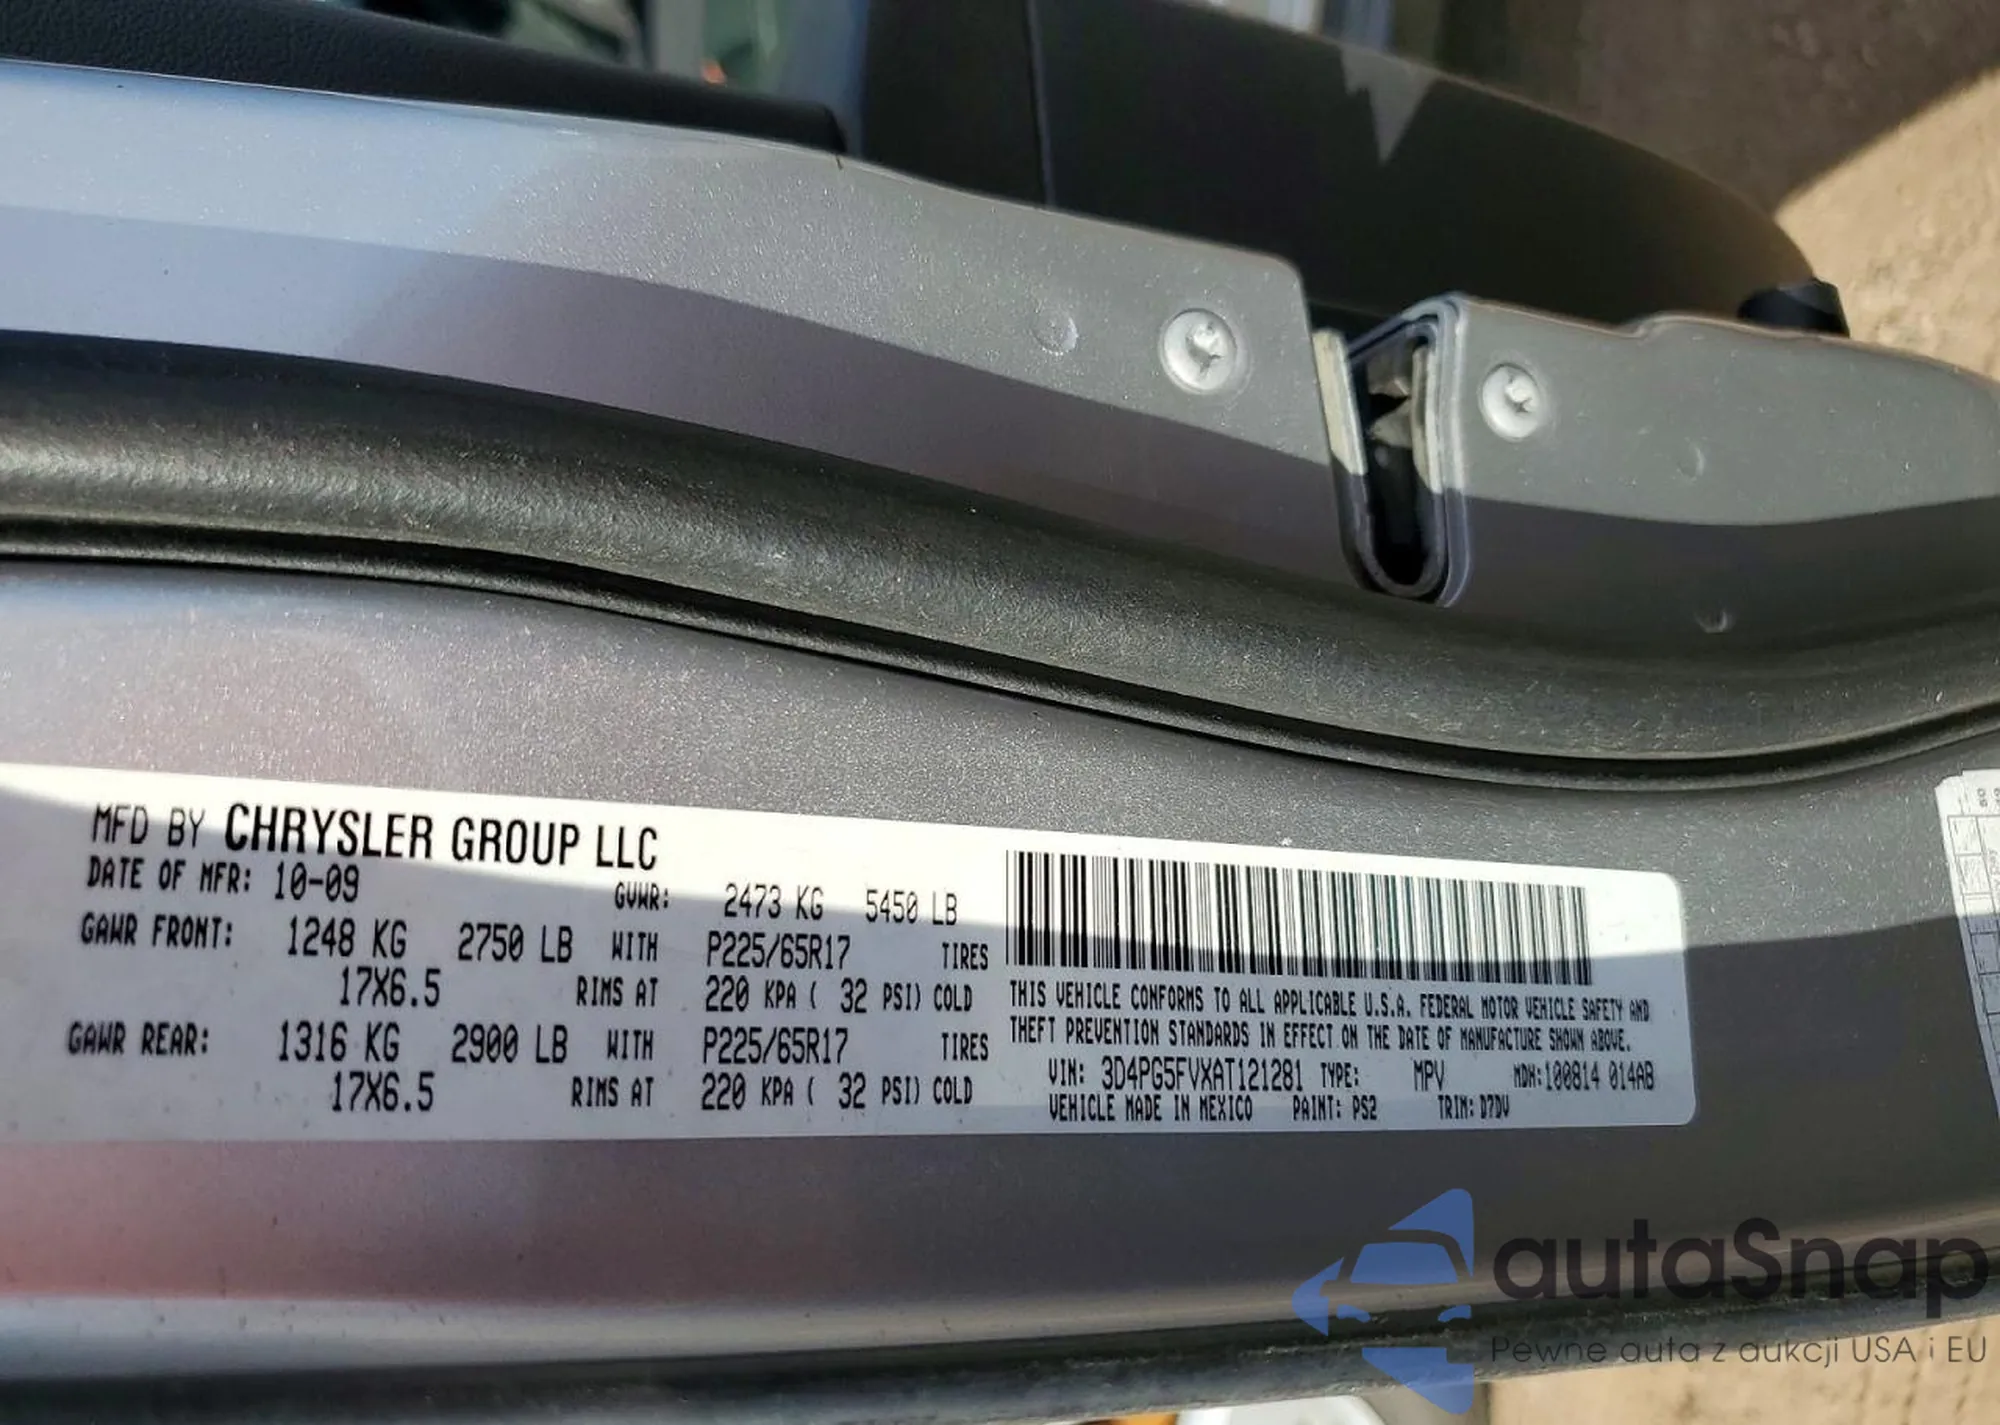 MFD BY CHRYSLER GROUP LLC
DATE OF MFR: 10-09 GVWR: 2473 KG 5450 LB
GAWR FRONT: 1248 KG 2750 LB WITH P225/65R17 TIRES
17X6.5 RIMS AT 220 KPA ( 32 PSI) COLD
GAWR REAR: 1316 KG 2900 LB WITH P225/65R17 TIRES
17X6.5 RIMS AT 220 KPA ( 32 PSI) COLD
THIS VEHICLE CONFORMS TO ALL APPLICABLE U.S.A. FEDERAL MOTOR VEHICLE SAFETY AND
THEFT PREVENTION STANDARDS IN EFFECT ON THE DATE OF MANUFACTURE SHOWN ABOVE.
VIN: 3D4PG5FVXAT121281 TYPE: MPV MDH:100814 014AB
VEHICLE MADE IN MEXICO PAINT: PS2 TRIM: D7DV
autaSnap
Pewne auta z aukcji USA i EU